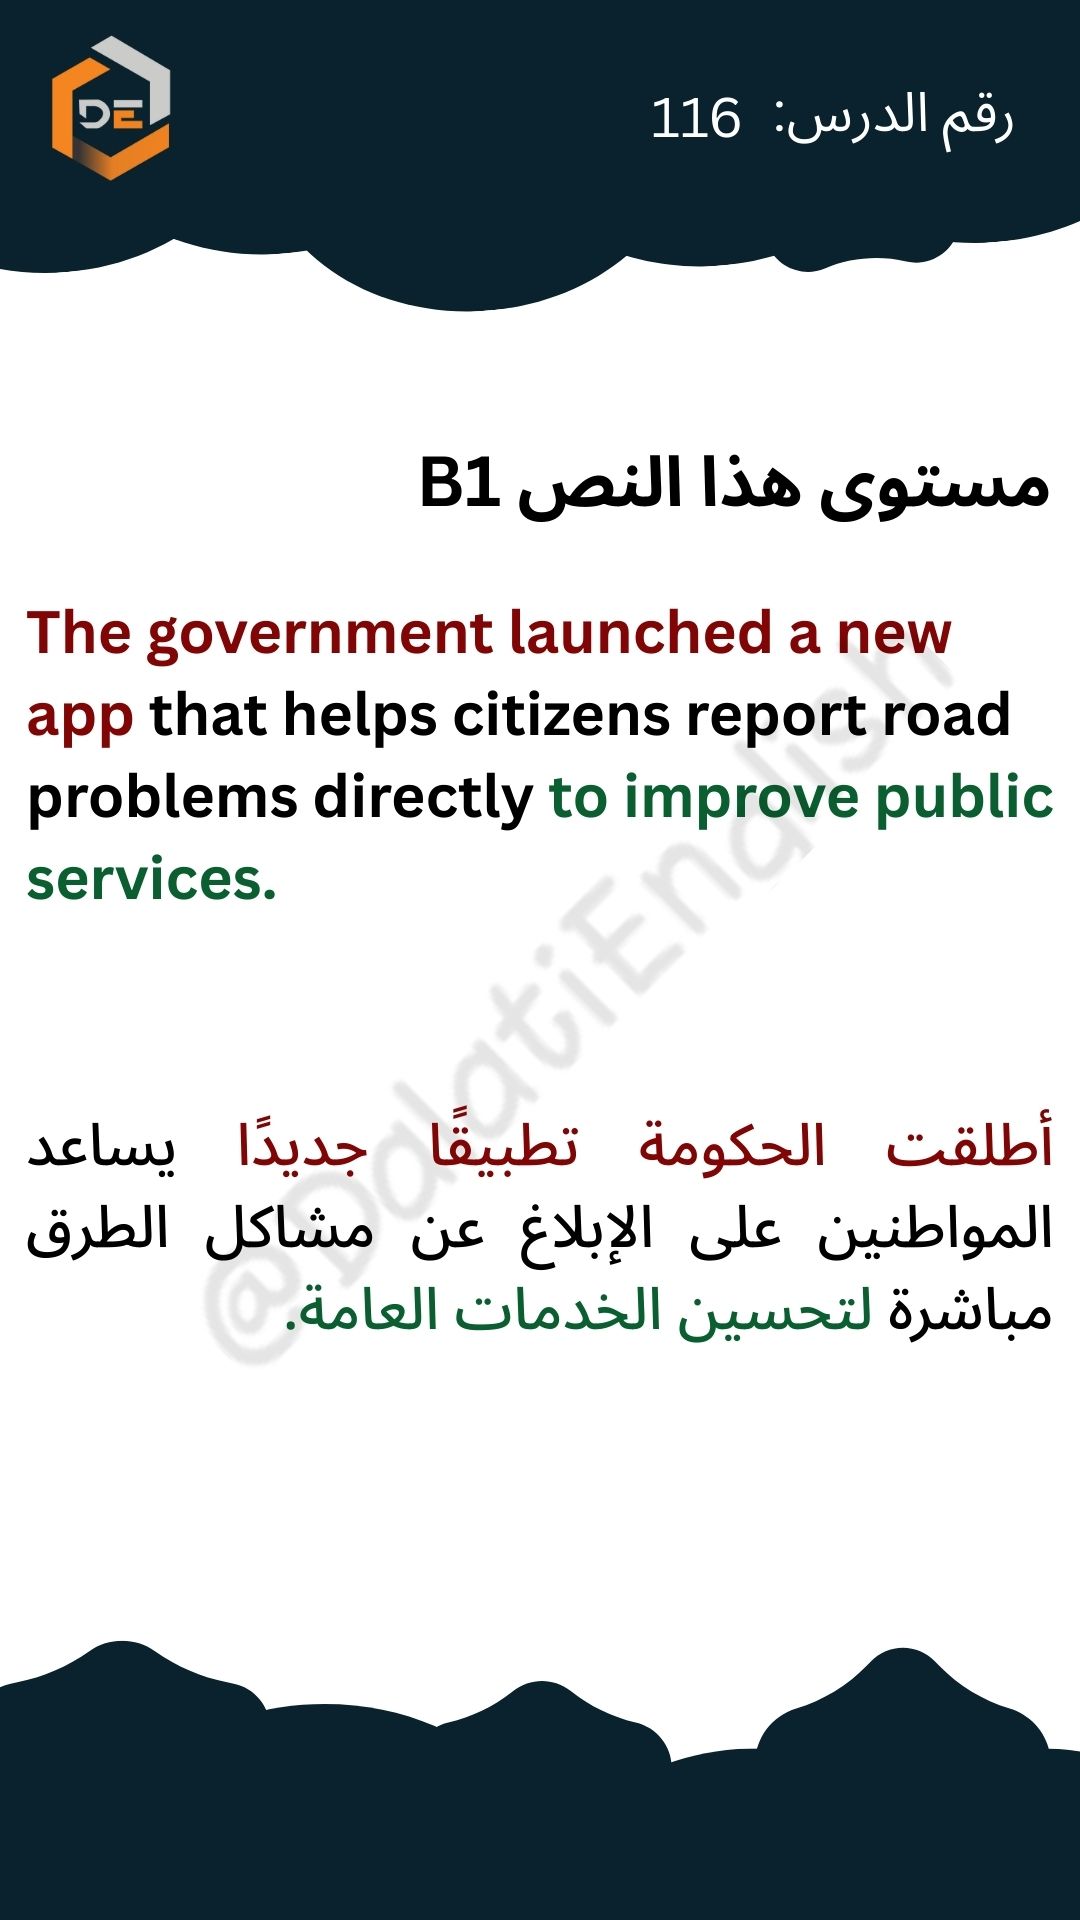 DE
رقم الدرس: 116
مستوى هذا النص B1
The government launched a new
app that helps citizens report road
problems directly to improve public
services.
@DalatiEnglish
أطلقت الحكومة تطبيقًا جديدًا يساعد
المواطنين على الإبلاغ عن مشاكل الطرق
مباشرة لتحسين الخدمات العامة.